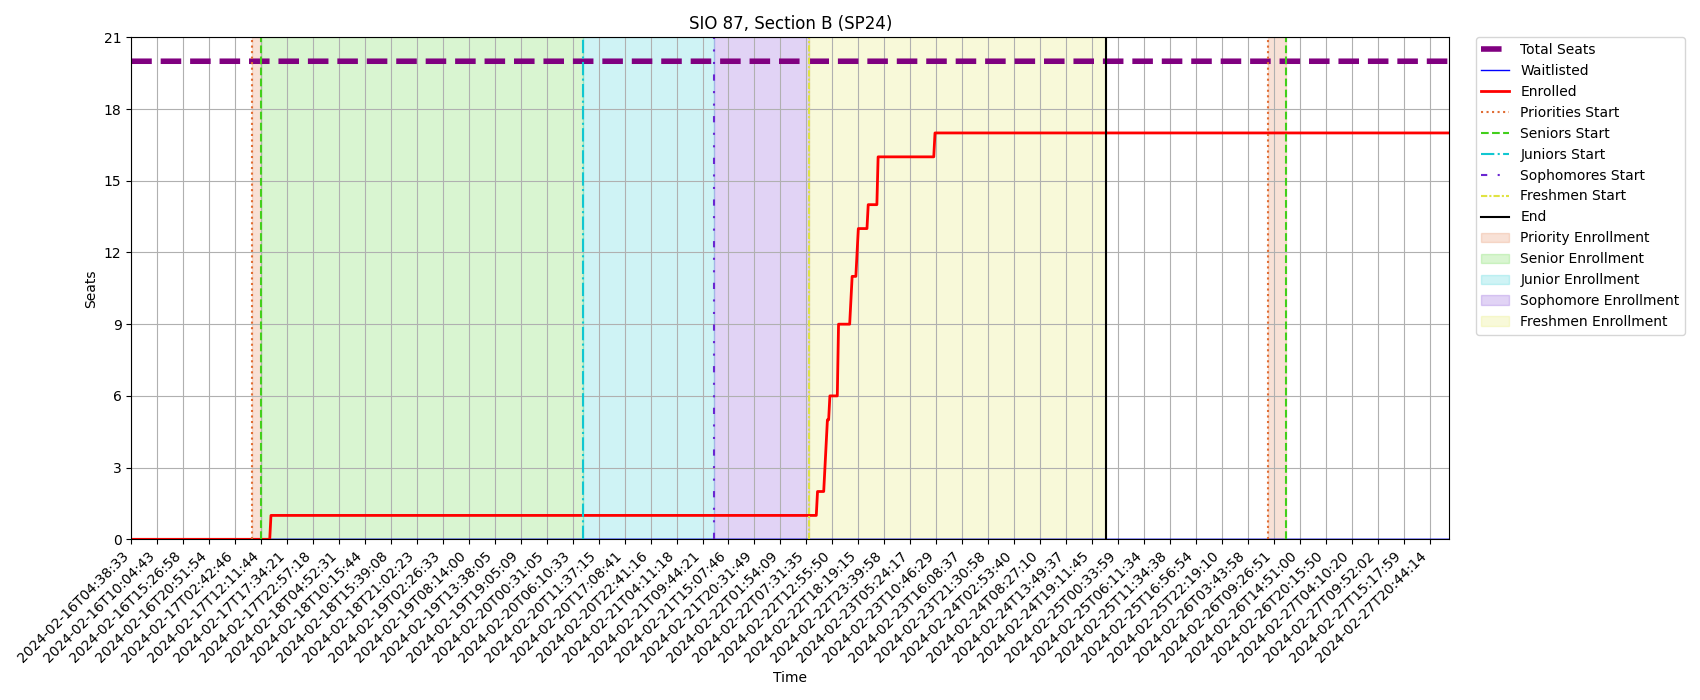 SIO 87, Section B (SP24)
Seats
21
18
15
12
9
6
3
0
2024-02-16T04:38:33
2024-02-16T10:04:43
2024-02-16T15:26:58
2024-02-16T20:51:54
2024-02-17T02:42:46
2024-02-17T12:11:44
2024-02-17T17:34:21
2024-02-17T22:57:18
2024-02-18T04:52:31
2024-02-18T10:15:44
2024-02-18T15:39:08
2024-02-18T21:02:23
2024-02-19T02:26:33
2024-02-19T08:14:00
2024-02-19T13:38:05
2024-02-19T19:05:09
2024-02-20T00:31:05
2024-02-20T06:10:33
2024-02-20T11:37:15
2024-02-20T17:08:41
2024-02-20T22:41:16
2024-02-21T04:11:18
2024-02-21T09:44:21
2024-02-21T15:07:46
2024-02-21T20:31:49
2024-02-22T01:54:09
2024-02-22T07:31:35
2024-02-22T12:55:50
2024-02-22T18:19:15
2024-02-22T23:39:58
2024-02-23T05:24:17
2024-02-23T10:46:29
2024-02-23T16:08:37
2024-02-23T21:30:58
2024-02-24T02:53:40
2024-02-24T08:27:10
2024-02-24T13:49:37
2024-02-24T19:11:45
2024-02-25T00:33:59
2024-02-25T06:11:34
2024-02-25T11:34:38
2024-02-25T16:56:54
2024-02-25T22:19:10
2024-02-26T03:43:58
2024-02-26T09:26:51
2024-02-26T14:51:00
2024-02-26T20:15:50
2024-02-27T04:10:20
2024-02-27T09:52:02
2024-02-27T15:17:59
2024-02-27T20:44:14
Time
Total Seats
Waitlisted
Enrolled
Priorities Start
Seniors Start
Juniors Start
Sophomores Start
Freshmen Start
End
Priority Enrollment
Senior Enrollment
Junior Enrollment
Sophomore Enrollment
Freshmen Enrollment